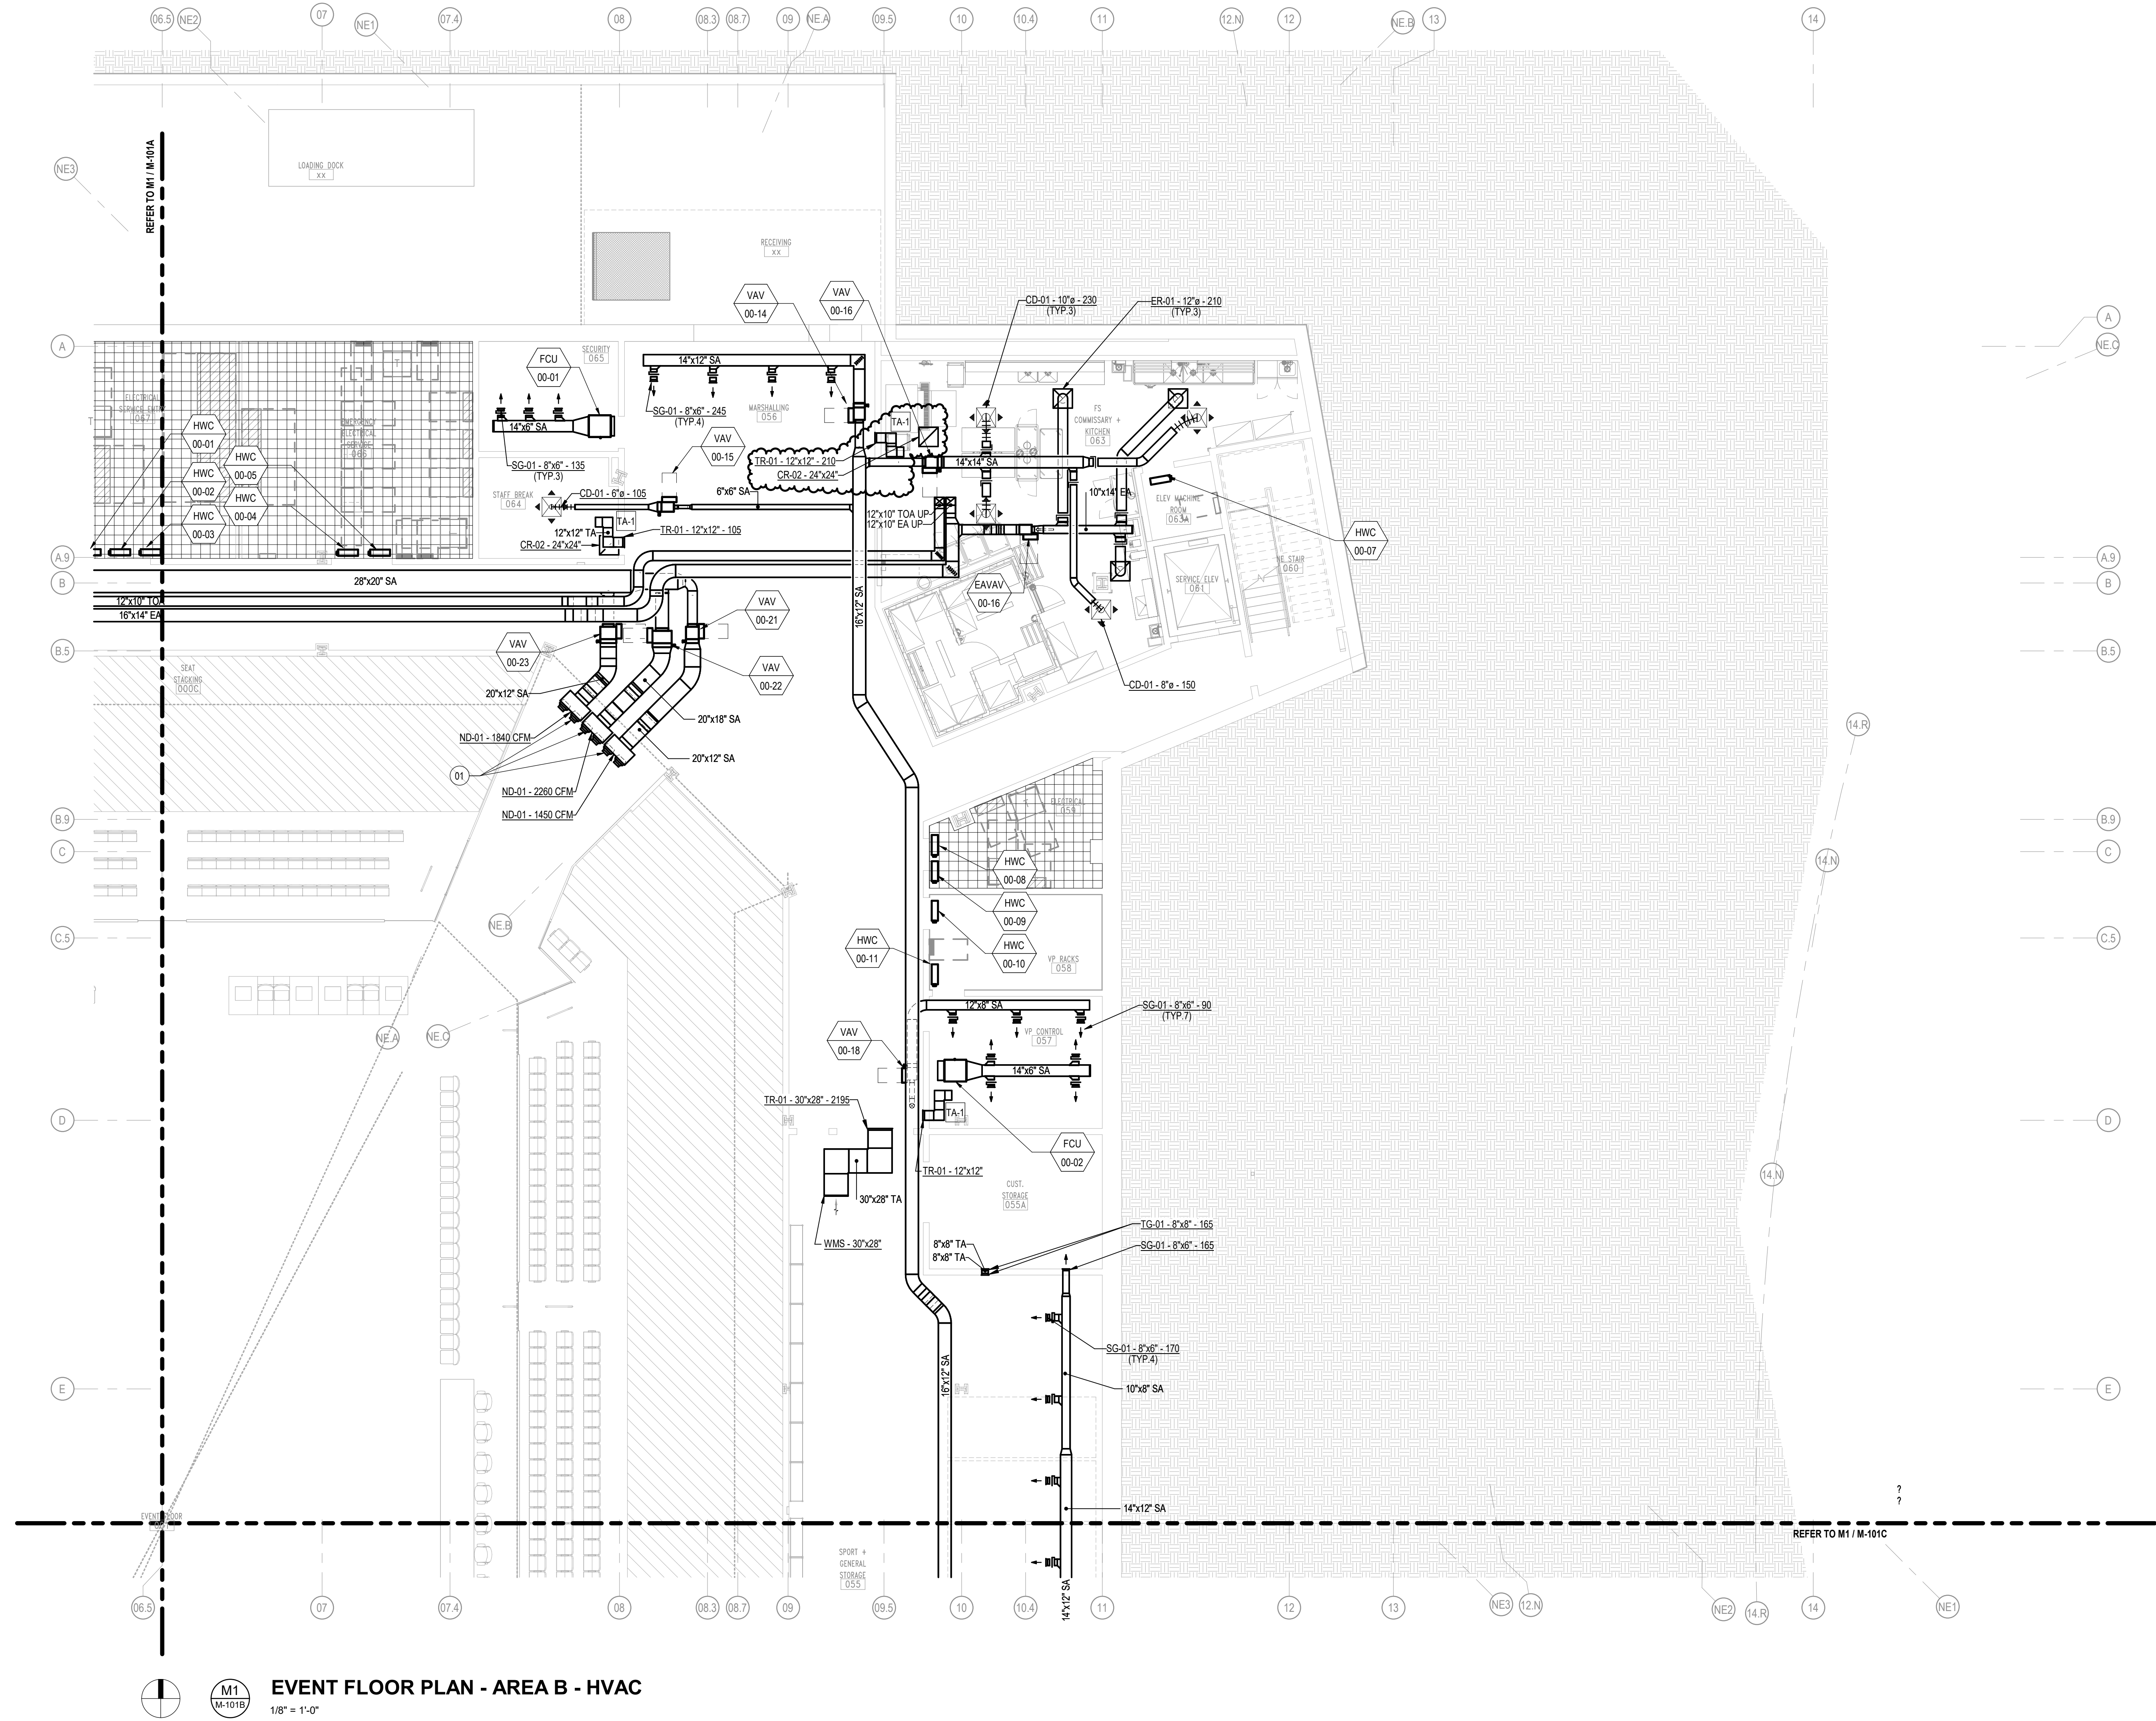 06.5
NE2
07
NE1
07.4
08
08.3
08.7
09
NE.A
09.5
10
10.4
11
12.N
12
NE.B
13
14
REFER TO M1 / M-101A
NE3
LOADING DOCK
XX
RECEIVING
XX
VAV
00-14
VAV
00-16
CD-01 - 10"ø - 230
(TYP.3)
ER-01 - 12"ø - 210
(TYP.3)
A
NE.C
A
SECURITY
065
FCU
00-01
14"x12" SA
14"x6" SA
SG-01 - 8"x6" - 245
(TYP.4)
MARSHALLING
056
TA-1
FS
COMMISSARY +
KITCHEN
063
ELECTRICAL
SERVICE ENTRY
067
EMERGENCY
ELECTRICAL
SERVICE
066
HWC
00-01
HWC
00-02
HWC
00-05
HWC
00-04
HWC
00-03
VAV
00-15
SG-01 - 8"x6" - 135
(TYP.3)
TR-01 - 12"x12" - 210
CR-02 - 24"x24"
14"x14" SA
STAFF BREAK
064
CD-01 - 6"ø - 105
6"x6" SA
10"x14" EA
ELEV MACHINE
ROOM
063A
TA-1
12"x12" TA
TR-01 - 12"x12" - 105
CR-02 - 24"x24"
12"x10" TOA UP
12"x10" EA UP
HWC
00-07
A.9
A.9
B
28"x20" SA
12"x10" TOA
16"x14" EA
EAVAV
00-16
NE STAIR
060
SERVICE ELEV
061
B
VAV
00-21
16"x12" SA
VAV
00-23
VAV
00-22
B.5
B.5
SEAT
STACKING
000C
20"x12" SA
20"x18" SA
CD-01 - 8"ø - 150
ND-01 - 1840 CFM
20"x12" SA
01
ND-01 - 2260 CFM
ND-01 - 1450 CFM
14.R
ELECTRICAL
059
B.9
B.9
C
C
14.N
HWC
00-08
HWC
00-09
NE.B
C.5
C.5
HWC
00-11
HWC
00-10
VP RACKS
058
12"x8" SA
SG-01 - 8"x6" - 90
(TYP.7)
NE.A
NE.C
VAV
00-18
VP CONTROL
057
14"x6" SA
TR-01 - 30"x28" - 2195
TA-1
D
D
FCU
00-02
TR-01 - 12"x12"
14.N
30"x28" TA
CUST.
STORAGE
055A
WMS - 30"x28"
8"x8" TA
8"x8" TA
TG-01 - 8"x8" - 165
SG-01 - 8"x6" - 165
SG-01 - 8"x6" - 170
(TYP.4)
E
16"x12" SA
10"x8" SA
E
14"x12" SA
?
?
EVENT FLOOR
REFER TO M1 / M-101C
SPORT +
GENERAL
STORAGE
055
14"x12" SA
06.5
07
07.4
08
08.3
08.7
09
09.5
10
10.4
11
12
13
NE3
12.N
NE2
14.R
14
NE1
M1
M-101B
EVENT FLOOR PLAN - AREA B - HVAC
1/8" = 1'-0"